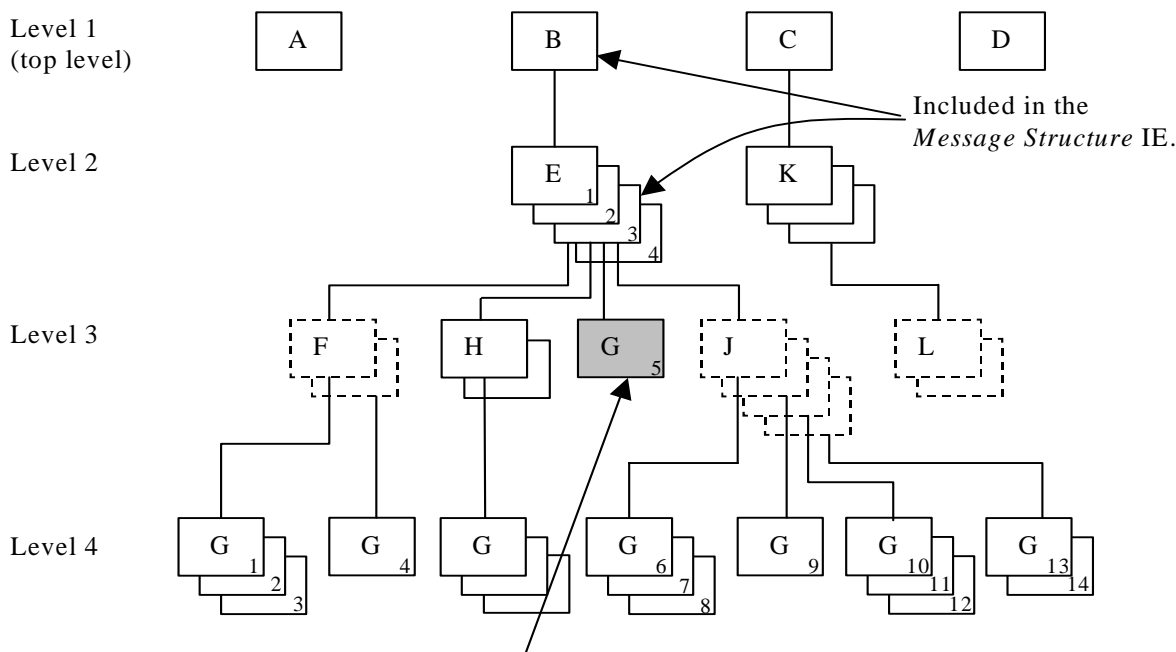 Level 1
(top level)
A
B
C
D
Included in the
Message Structure IE.
Level 2
E
1
2
3
4
K
Level 3
F
H
G
5
J
L
Level 4
G
1
2
3
G
4
G
G
6
7
8
G
9
G
10
11
12
G
13
14